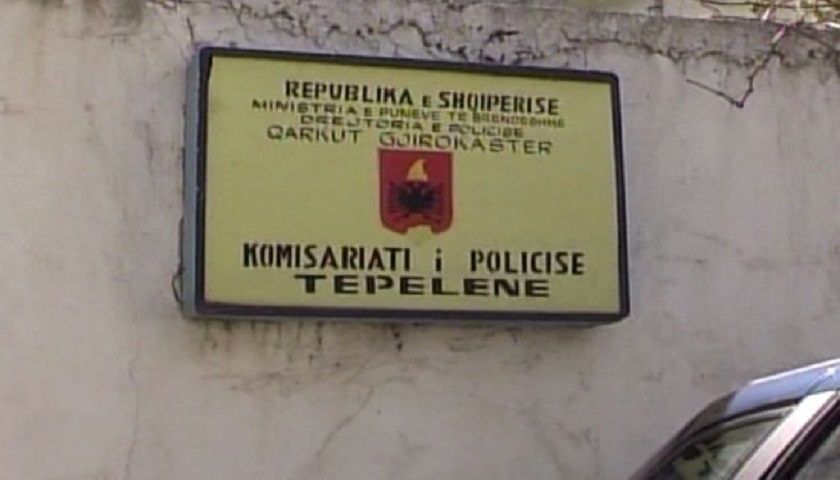 REPUBLIKA E SHQIPERISE
MINISTRIA E PUNEVE TE BRENDSHME
DREJTORIA E POLICISE
QARKUT GJIROKASTER
KOMISARIATI i POLICISE
TEPELENE